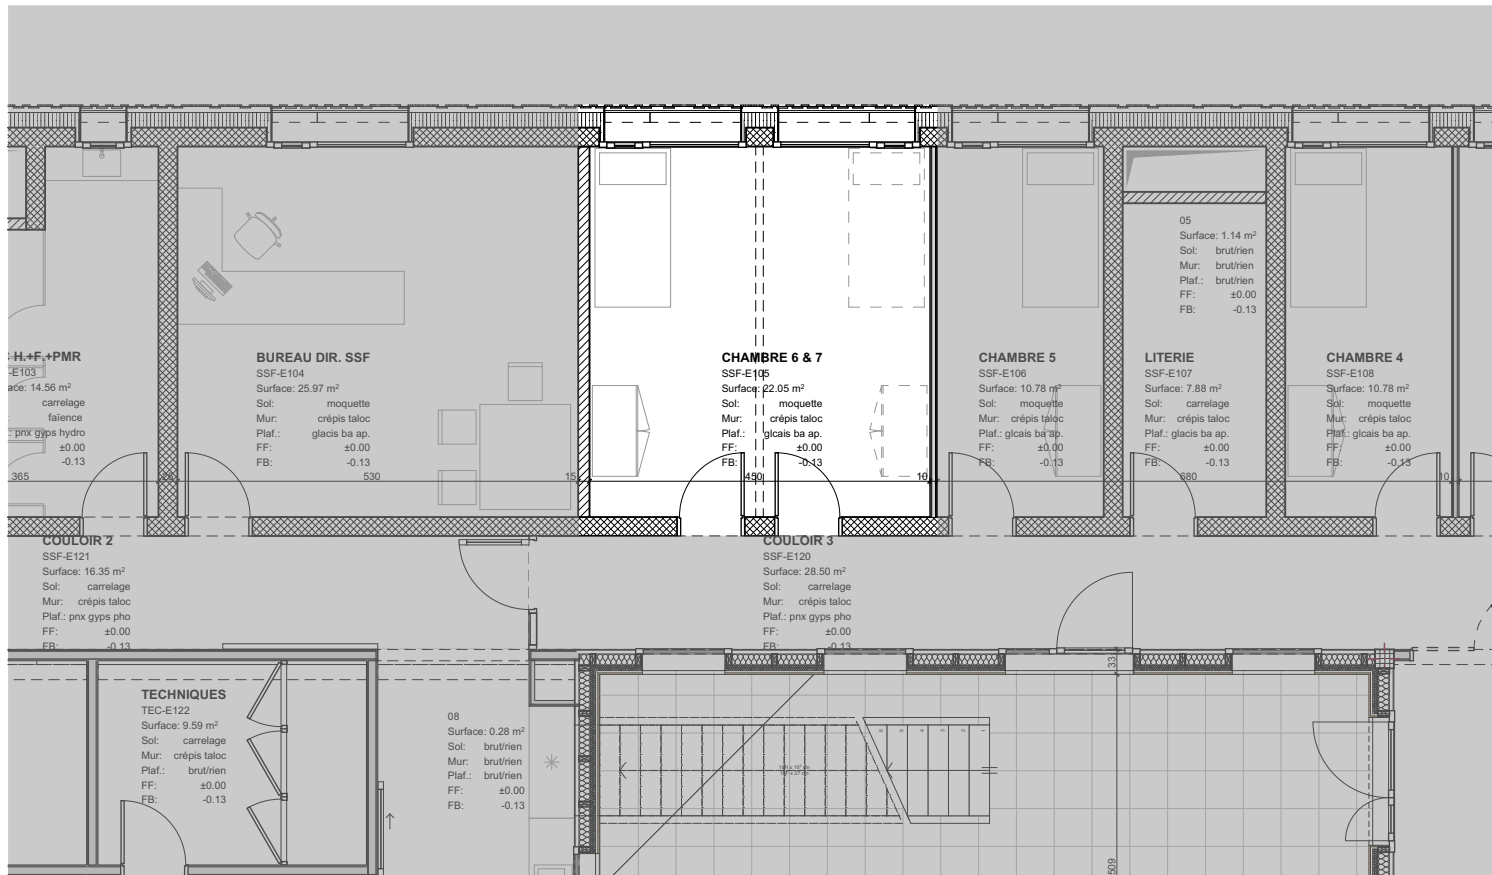 H.+F.+PMR
-E103
ace: 14.56 m²
carrelage
faïence
: pnx gyps hydro
±0.00
-0.13
BUREAU DIR. SSF
SSF-E104
Surface: 25.97 m²
Sol: moquette
Mur: crépis taloc
Plaf.: glacis ba ap.
FF: ±0.00
FB: -0.13
CHAMBRE 6 & 7
SSF-E105
Surface: 22.05 m²
Sol: moquette
Mur: crépis taloc
Plaf.: glcais ba ap.
FF: ±0.00
FB: -0.13
CHAMBRE 5
SSF-E106
Surface: 10.78 m²
Sol: moquette
Mur: crépis taloc
Plaf.: glcais ba ap.
FF: ±0.00
FB: -0.13
05
Surface: 1.14 m²
Sol: brut/rien
Mur: brut/rien
Plaf.: brut/rien
FF: ±0.00
FB: -0.13
LITERIE
SSF-E107
Surface: 7.88 m²
Sol: carrelage
Mur: crépis taloc
Plaf.: glacis ba ap.
FF: ±0.00
FB: -0.13
CHAMBRE 4
SSF-E108
Surface: 10.78 m²
Sol: moquette
Mur: crépis taloc
Plaf.: glcais ba ap.
FF: ±0.00
FB: -0.13
365
530
15
450
10
680
10
COULOIR 2
SSF-E121
Surface: 16.35 m²
Sol: carrelage
Mur: crépis taloc
Plaf.: pnx gyps pho
FF: ±0.00
FB: -0.13
COULOIR 3
SSF-E120
Surface: 28.50 m²
Sol: carrelage
Mur: crépis taloc
Plaf.: pnx gyps pho
FF: ±0.00
FB: -0.13
33
TECHNIQUES
TEC-E122
Surface: 9.59 m²
Sol: carrelage
Mur: crépis taloc
Plaf.: brut/rien
FF: ±0.00
FB: -0.13
08
Surface: 0.28 m²
Sol: brut/rien
Mur: brut/rien
Plaf.: brut/rien
FF: ±0.00
FB: -0.13
509